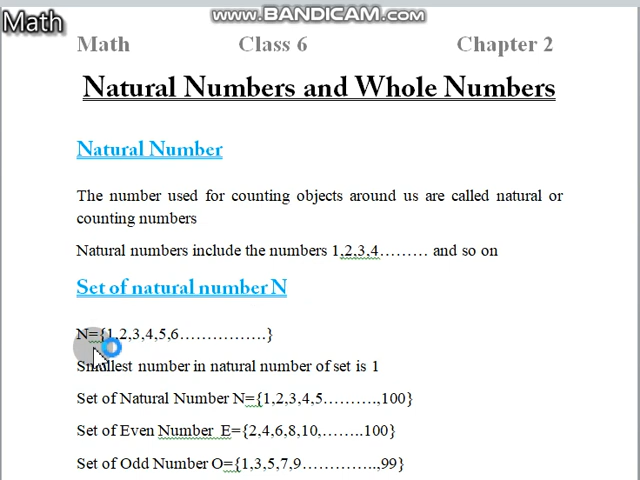 www.BANDICAM.com
Math
Math Class 6 Chapter 2
Natural Numbers and Whole Numbers
Natural Number
The number used for counting objects around us are called natural or
counting numbers
Natural numbers include the numbers 1,2,3,4……… and so on
Set of natural number N
N={1,2,3,4,5,6…………….}
Smallest number in natural number of set is 1
Set of Natural Number N={1,2,3,4,5……….,100}
Set of Even Number E={2,4,6,8,10,……..100}
Set of Odd Number O={1,3,5,7,9…………..,99}